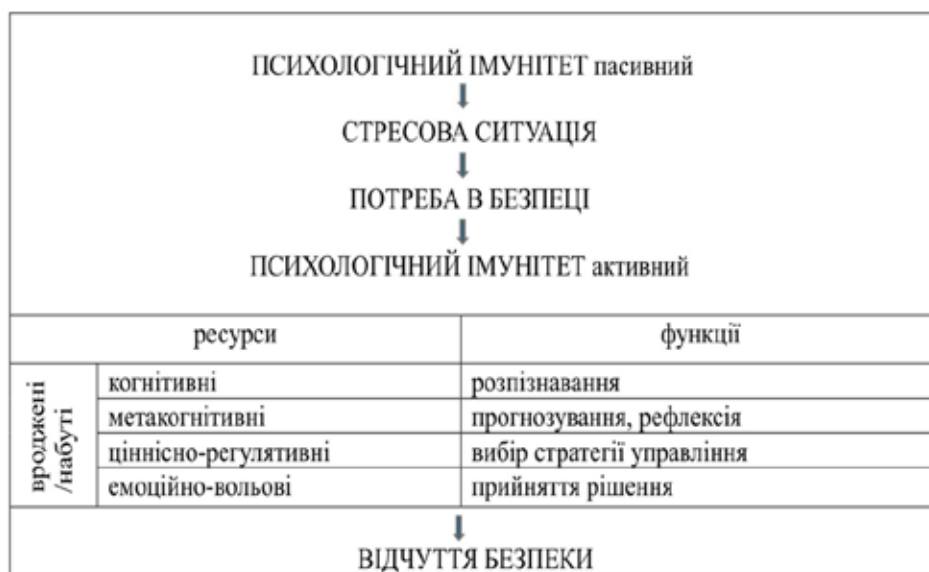 ПСИХОЛОГІЧНИЙ ІМУНІТЕТ пасивний
СТРЕСОВА СИТУАЦІЯ
ПОТРЕБА В БЕЗПЕЦІ
ПСИХОЛОГІЧНИЙ ІМУНІТЕТ активний
ресурси функції
вроджені
/набуті
когнітивні розпізнавання
метакогнітивні прогнозування, рефлексія
ціннісно-регулятивні вибір стратегії управління
емоційно-вольові прийняття рішення
ВІДЧУТТЯ БЕЗПЕКИ